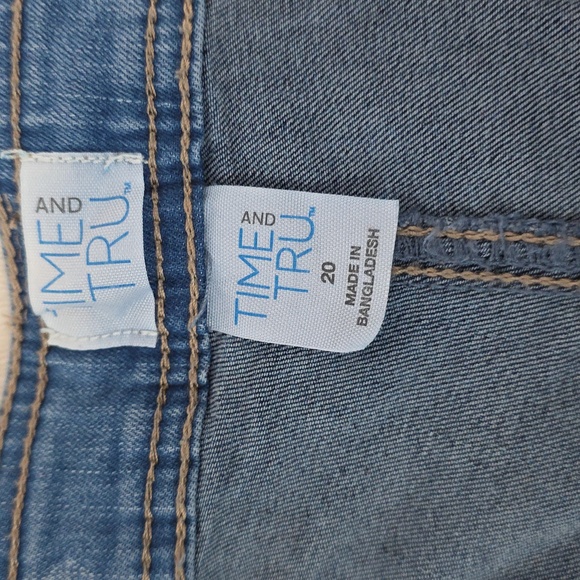 TIME
AND
TRU™
TIME
AND
TRU™
20
MADE IN
BANGLADESH